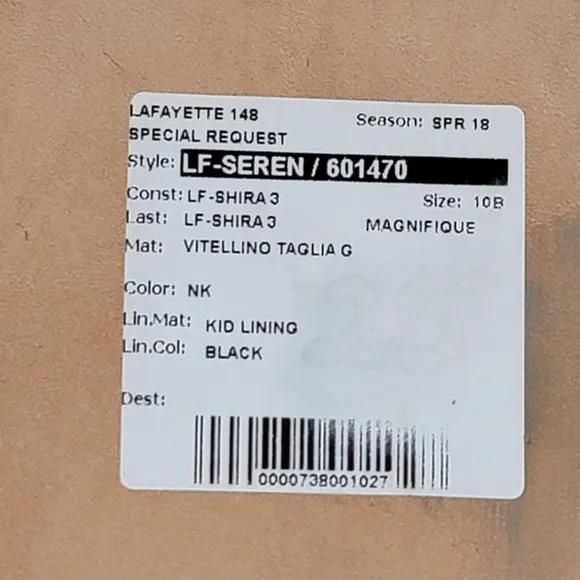 LAFAYETTE 148 Season: SPR 18
SPECIAL REQUEST
Style: LF-SEREN / 601470
Const: LF-SHIRA 3 Size: 10B
Last: LF-SHIRA 3 MAGNIFIQUE
Mat: VITELLINO TAGLIA G
Color: NK
Lin.Mat: KID LINING
Lin.Col: BLACK
Dest:
0000738001027